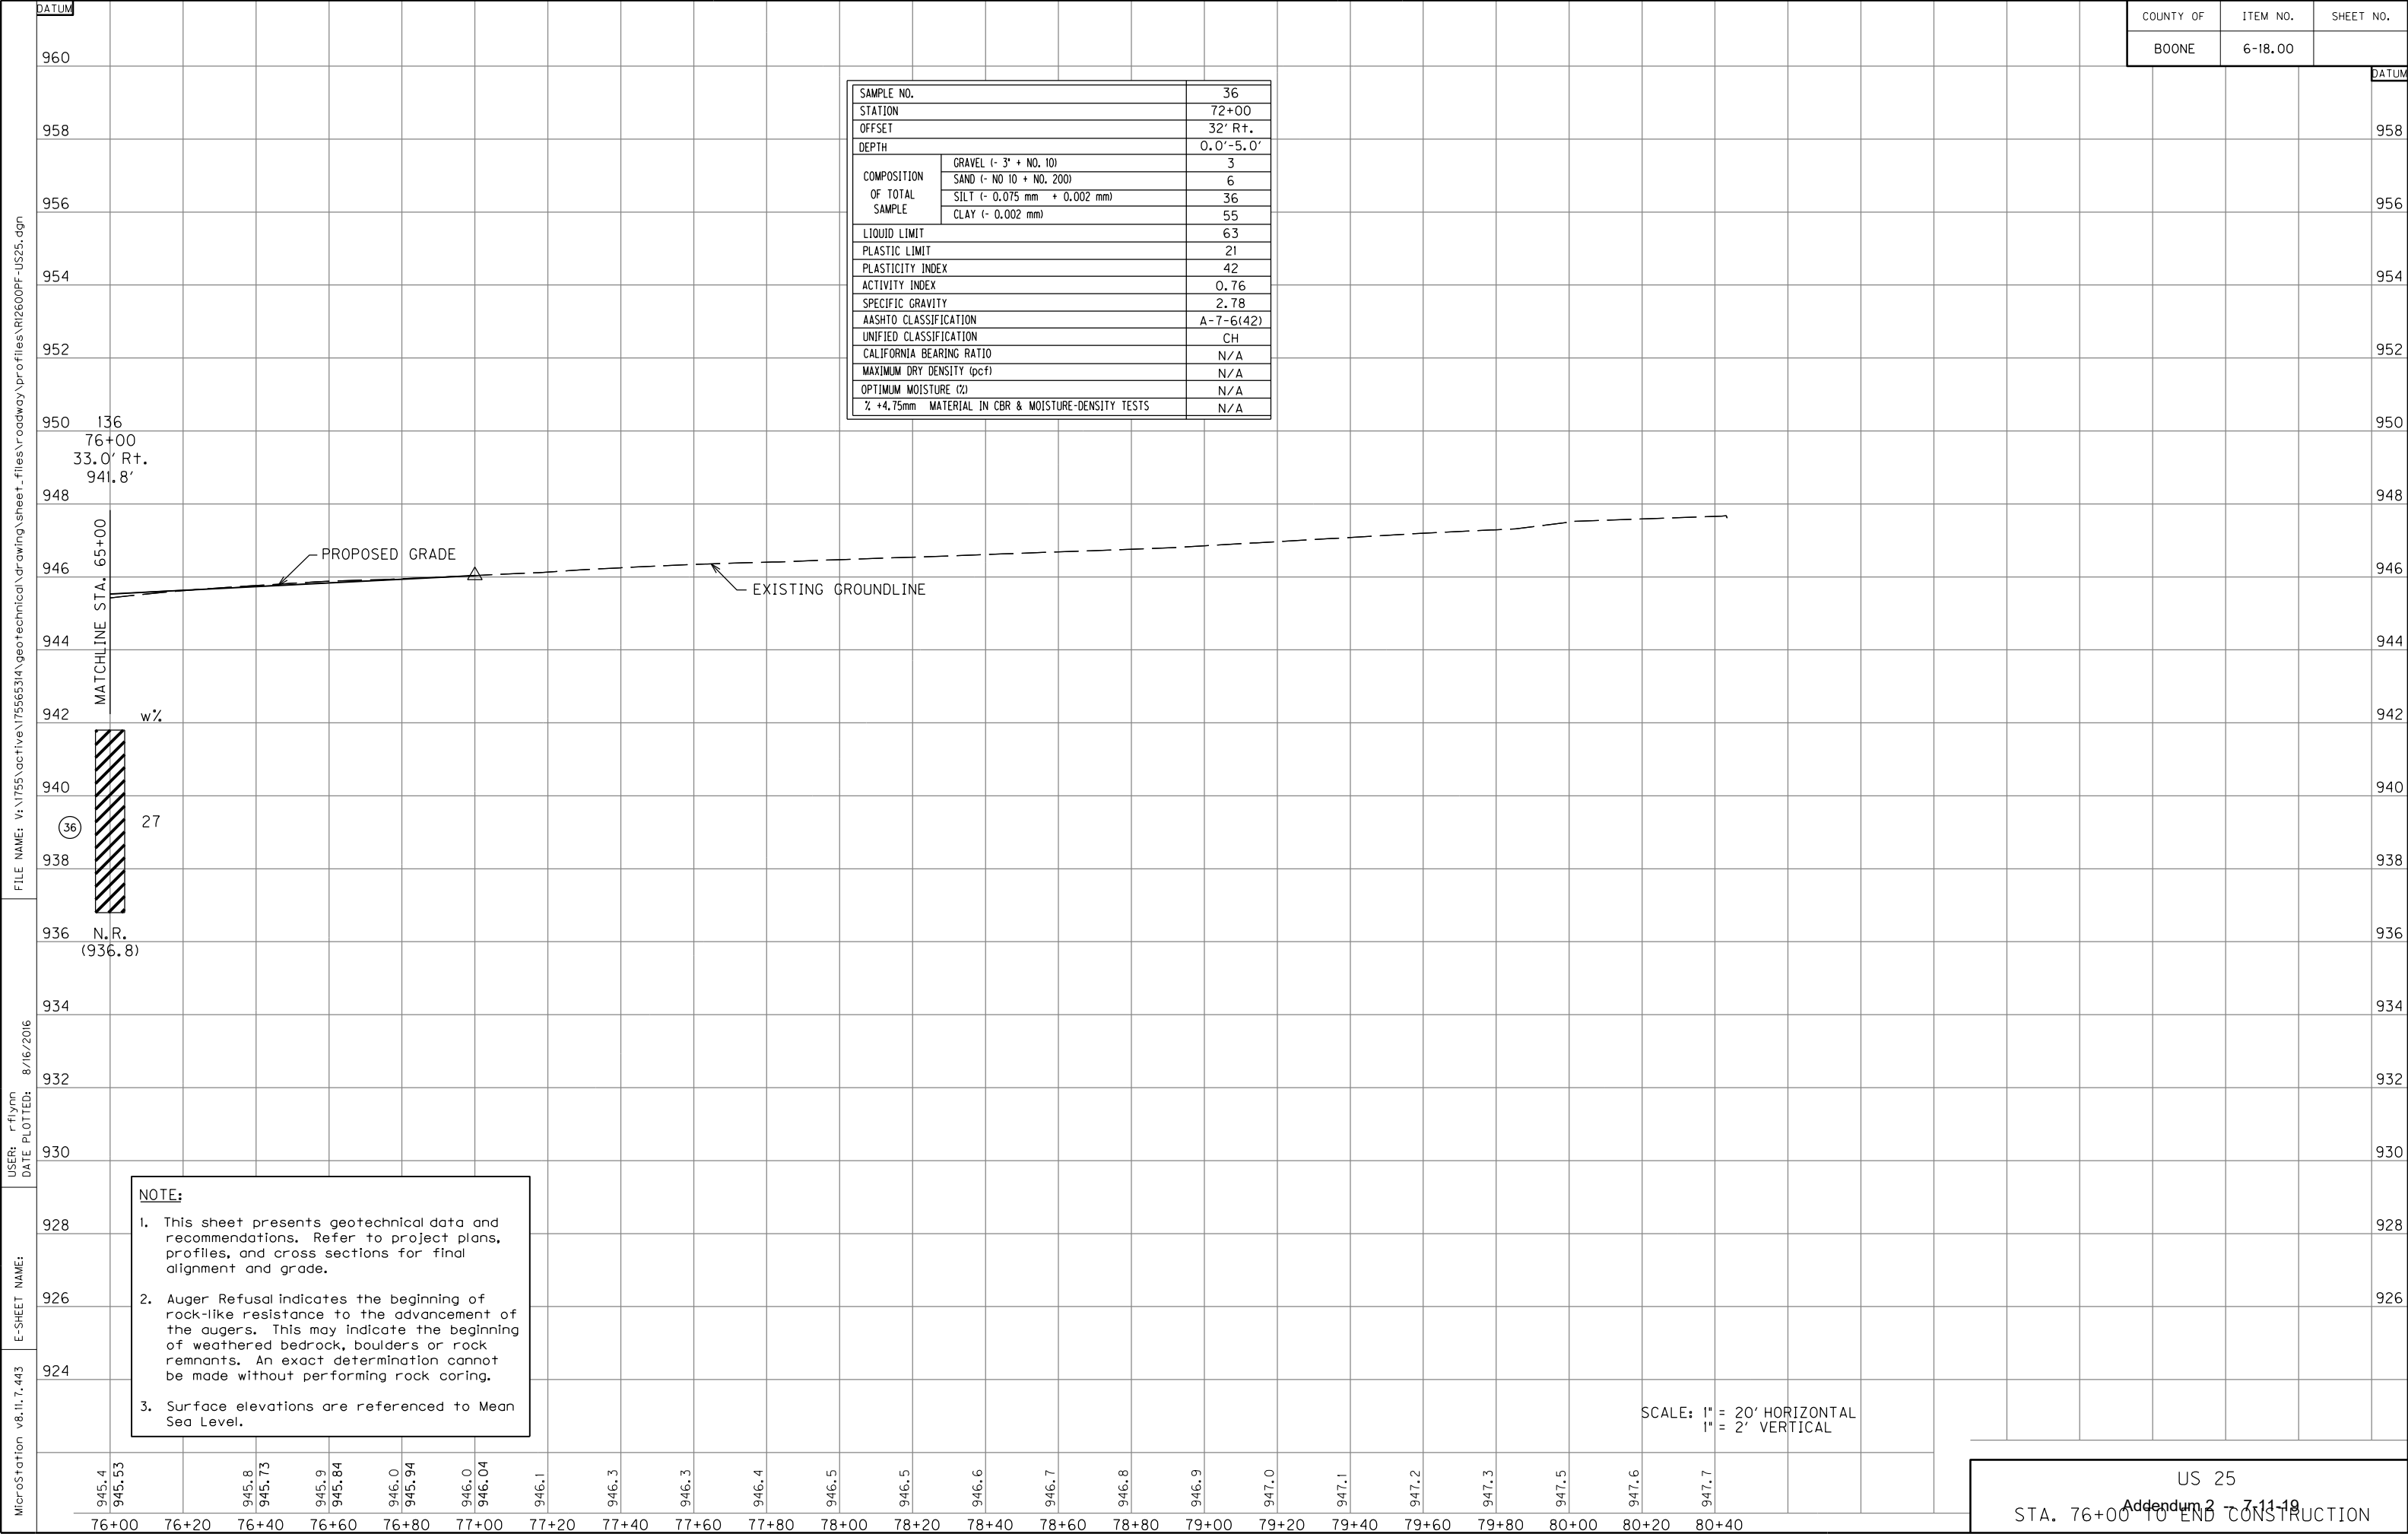 DATUM
COUNTY OF ITEM NO. SHEET NO.
BOONE 6-18.00
DATUM
960
958 958
956 956
954 954
952 952
950 950
948 948
946 946
944 944
942 942
940 940
938 938
936 936
934 934
932 932
930 930
928 928
926 926
924
SAMPLE NO. 36
STATION 72+00
OFFSET 32' Rt.
DEPTH 0.0'-5.0'
COMPOSITION OF TOTAL SAMPLE
GRAVEL (- 3" + NO. 10) 3
SAND (- NO 10 + NO. 200) 6
SILT (- 0.075 mm + 0.002 mm) 36
CLAY (- 0.002 mm) 55
LIQUID LIMIT 63
PLASTIC LIMIT 21
PLASTICITY INDEX 42
ACTIVITY INDEX 0.76
SPECIFIC GRAVITY 2.78
AASHTO CLASSIFICATION A-7-6(42)
UNIFIED CLASSIFICATION CH
CALIFORNIA BEARING RATIO N/A
MAXIMUM DRY DENSITY (pcf) N/A
OPTIMUM MOISTURE (%) N/A
% +4.75mm MATERIAL IN CBR & MOISTURE-DENSITY TESTS N/A
136
76+00
33.0' Rt.
941.8'
MATCHLINE STA. 65+00
PROPOSED GRADE
EXISTING GROUNDLINE
w%
36
27
N.R.
(936.8)
NOTE:
1. This sheet presents geotechnical data and
recommendations. Refer to project plans,
profiles, and cross sections for final
alignment and grade.
2. Auger Refusal indicates the beginning of
rock-like resistance to the advancement of
the augers. This may indicate the beginning
of weathered bedrock, boulders or rock
remnants. An exact determination cannot
be made without performing rock coring.
3. Surface elevations are referenced to Mean
Sea Level.
SCALE: 1" = 20' HORIZONTAL
1" = 2' VERTICAL
945.4 945.8 945.9 946.0 946.0 946.1 946.3 946.3 946.4 946.5 946.5 946.6 946.7 946.8 946.9 947.0 947.1 947.2 947.3 947.5 947.6 947.7
945.53 945.73 945.84 945.94 946.04
76+00 76+20 76+40 76+60 76+80 77+00 77+20 77+40 77+60 77+80 78+00 78+20 78+40 78+60 78+80 79+00 79+20 79+40 79+60 79+80 80+00 80+20 80+40
US 25
STA. 76+00 TO END CONSTRUCTION
Addendum 2 - 7-11-19
FILE NAME: V:\1755\active\175565314\geotechnical\drawing\sheet_files\roadway\profiles\R12600PF-US25.dgn
USER: rflynn
DATE PLOTTED: 8/16/2016
E-SHEET NAME:
MicroStation v8.11.7.443